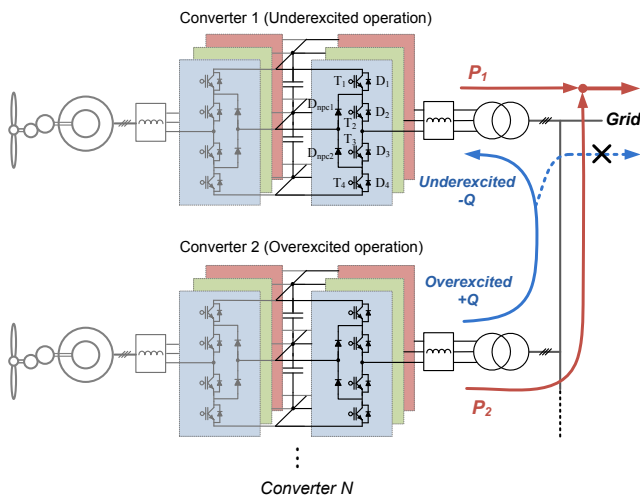 Converter 1 (Underexcited operation)
P1
T1
D1
Dnpc1
D2
T2
Grid
T3
Dnpc2
D3
Underexcited
-Q
T4
D4
Converter 2 (Overexcited operation)
Overexcited
+Q
P2
Converter N